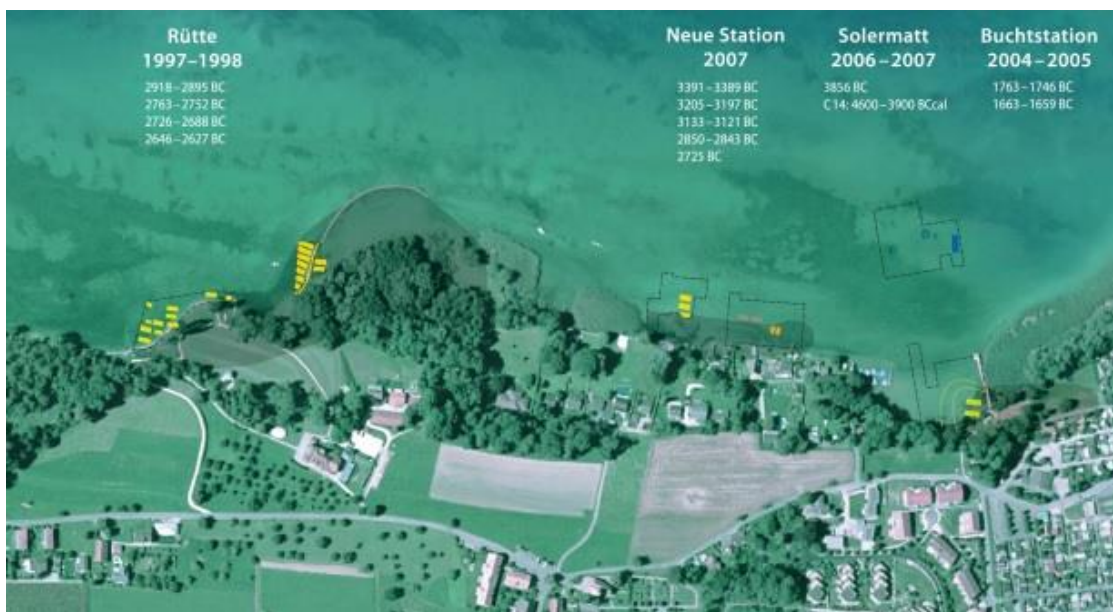 Rütte
1997–1998
2918–2895 BC
2763–2752 BC
2726–2688 BC
2646–2627 BC
Neue Station
2007
3391–3389 BC
3205–3197 BC
3133–3121 BC
2850–2843 BC
2725 BC
Solermatt
2006–2007
3856 BC
C14: 4600–3900 BCcal
Buchtstation
2004–2005
1763–1746 BC
1663–1659 BC